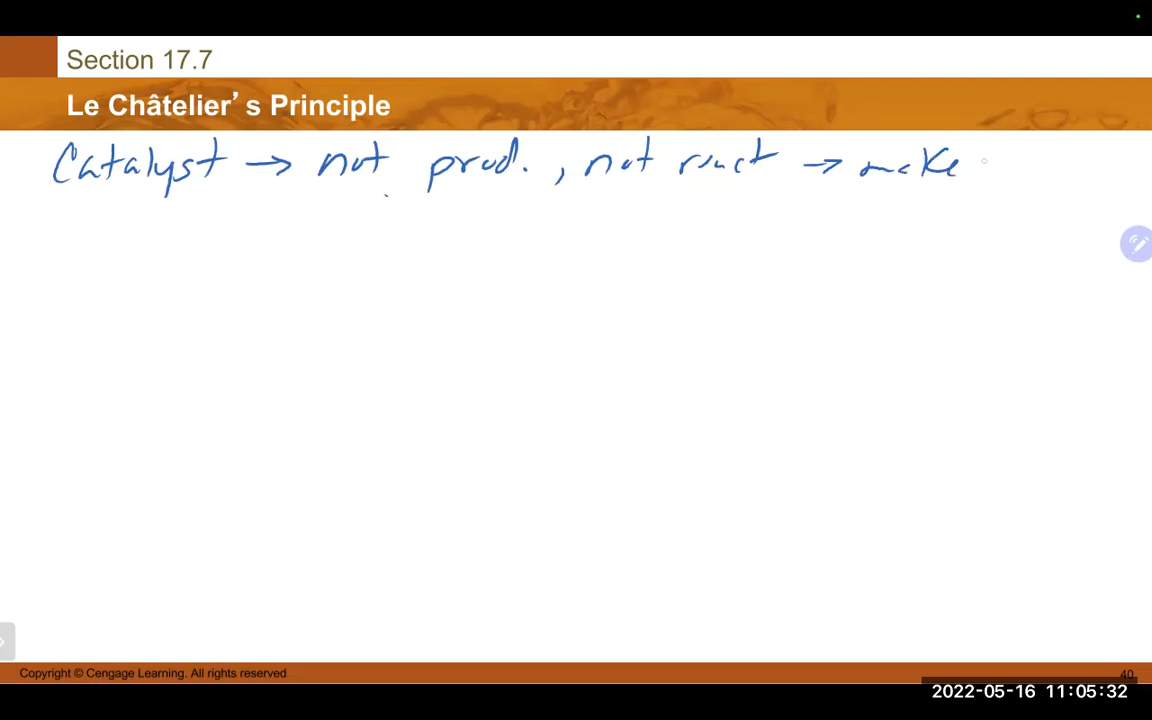 Section 17.7
Le Châtelier's Principle
Catalyst → not prod., not react → make
Copyright © Cengage Learning. All rights reserved
40
2022-05-16 11:05:32